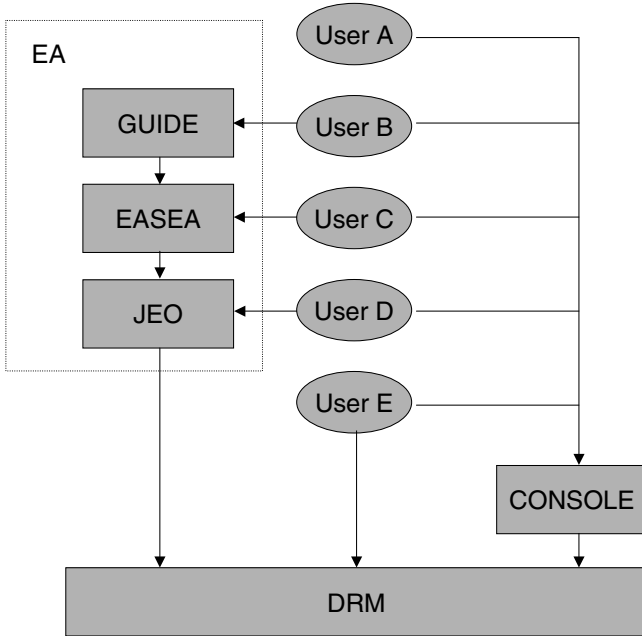 User A
EA
GUIDE
User B
EASEA
User C
JEO
User D
User E
CONSOLE
DRM